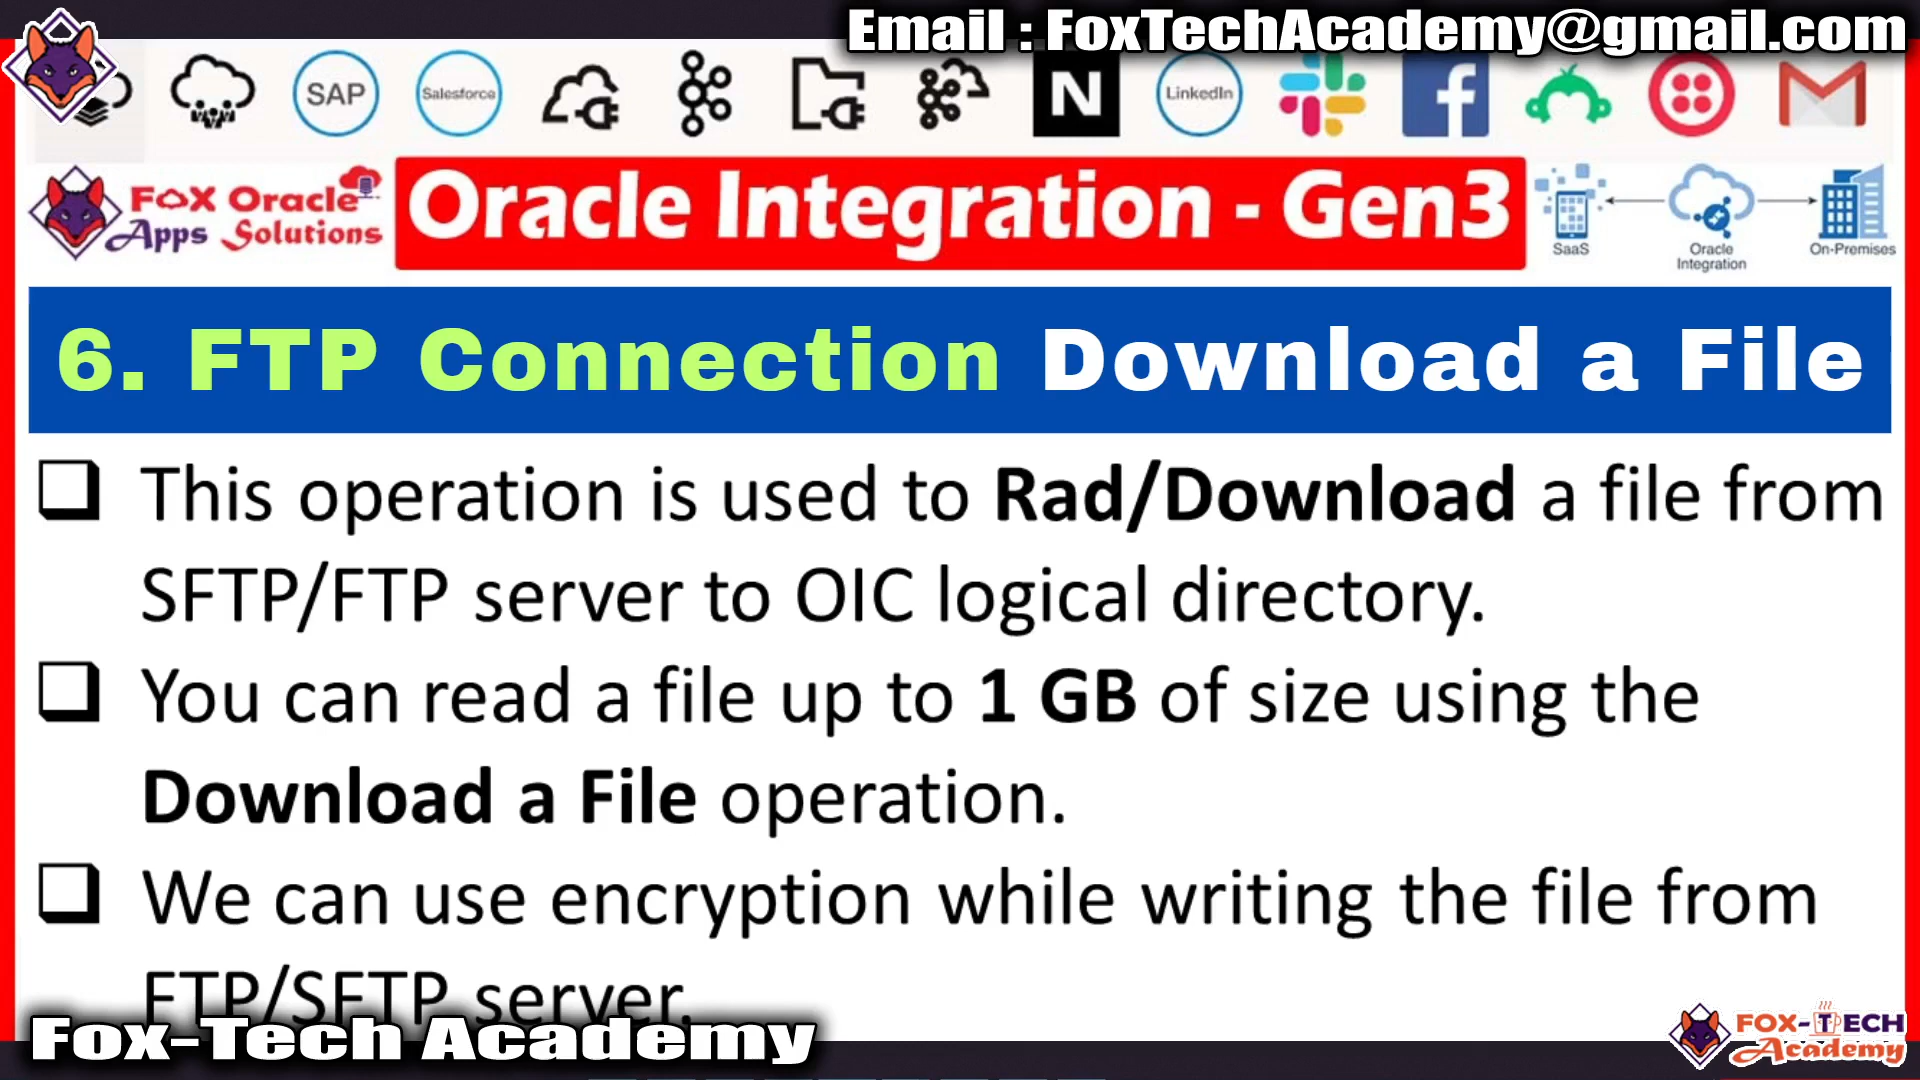 Email : FoxTechAcademy@gmail.com
SAP
Salesforce
N
LinkedIn
f
FOX Oracle
Apps Solutions
Oracle Integration - Gen3
SaaS
Oracle
Integration
On-Premises
6. FTP Connection Download a File
This operation is used to Rad/Download a file from
SFTP/FTP server to OIC logical directory.
You can read a file up to 1 GB of size using the
Download a File operation.
We can use encryption while writing the file from
FTP/SFTP server.
Fox-Tech Academy
FOX-TECH
Academy